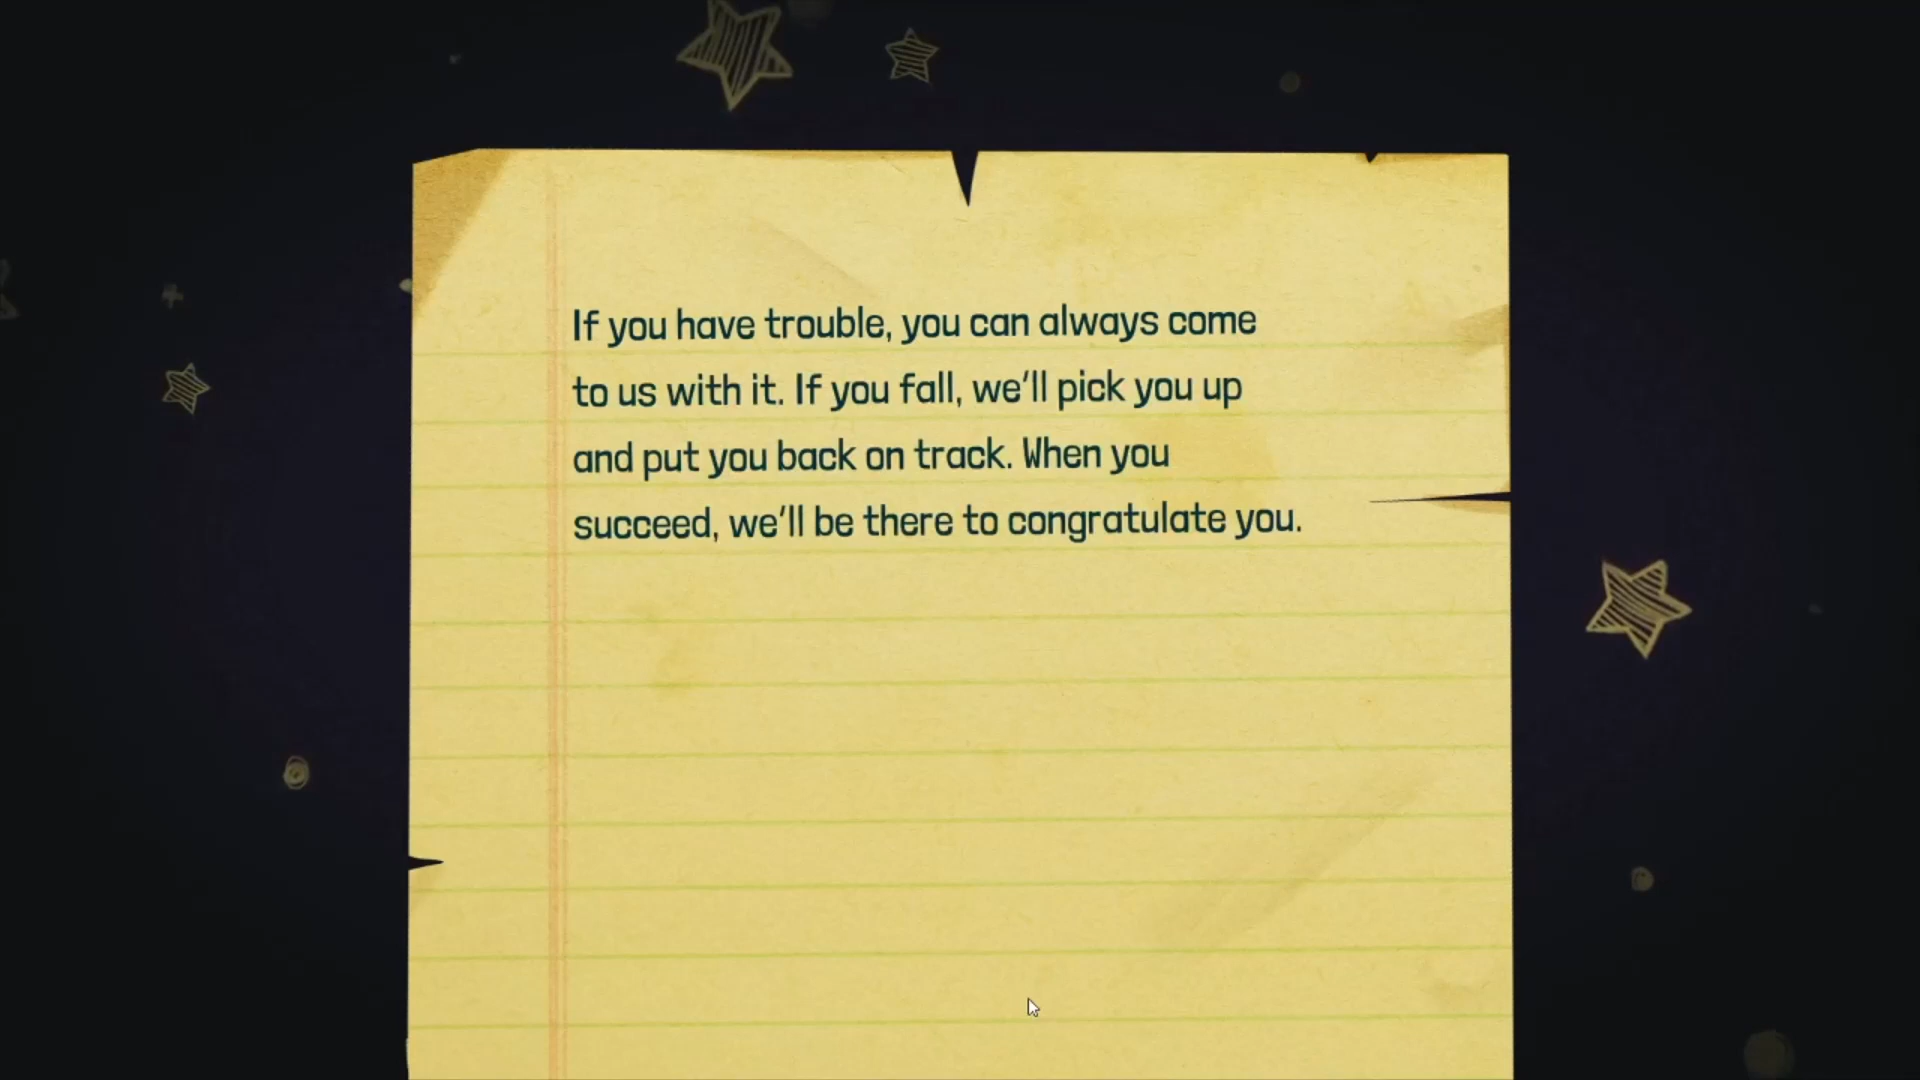 If you have trouble, you can always come
to us with it. If you fall, we'll pick you up
and put you back on track. When you
succeed, we'll be there to congratulate you.